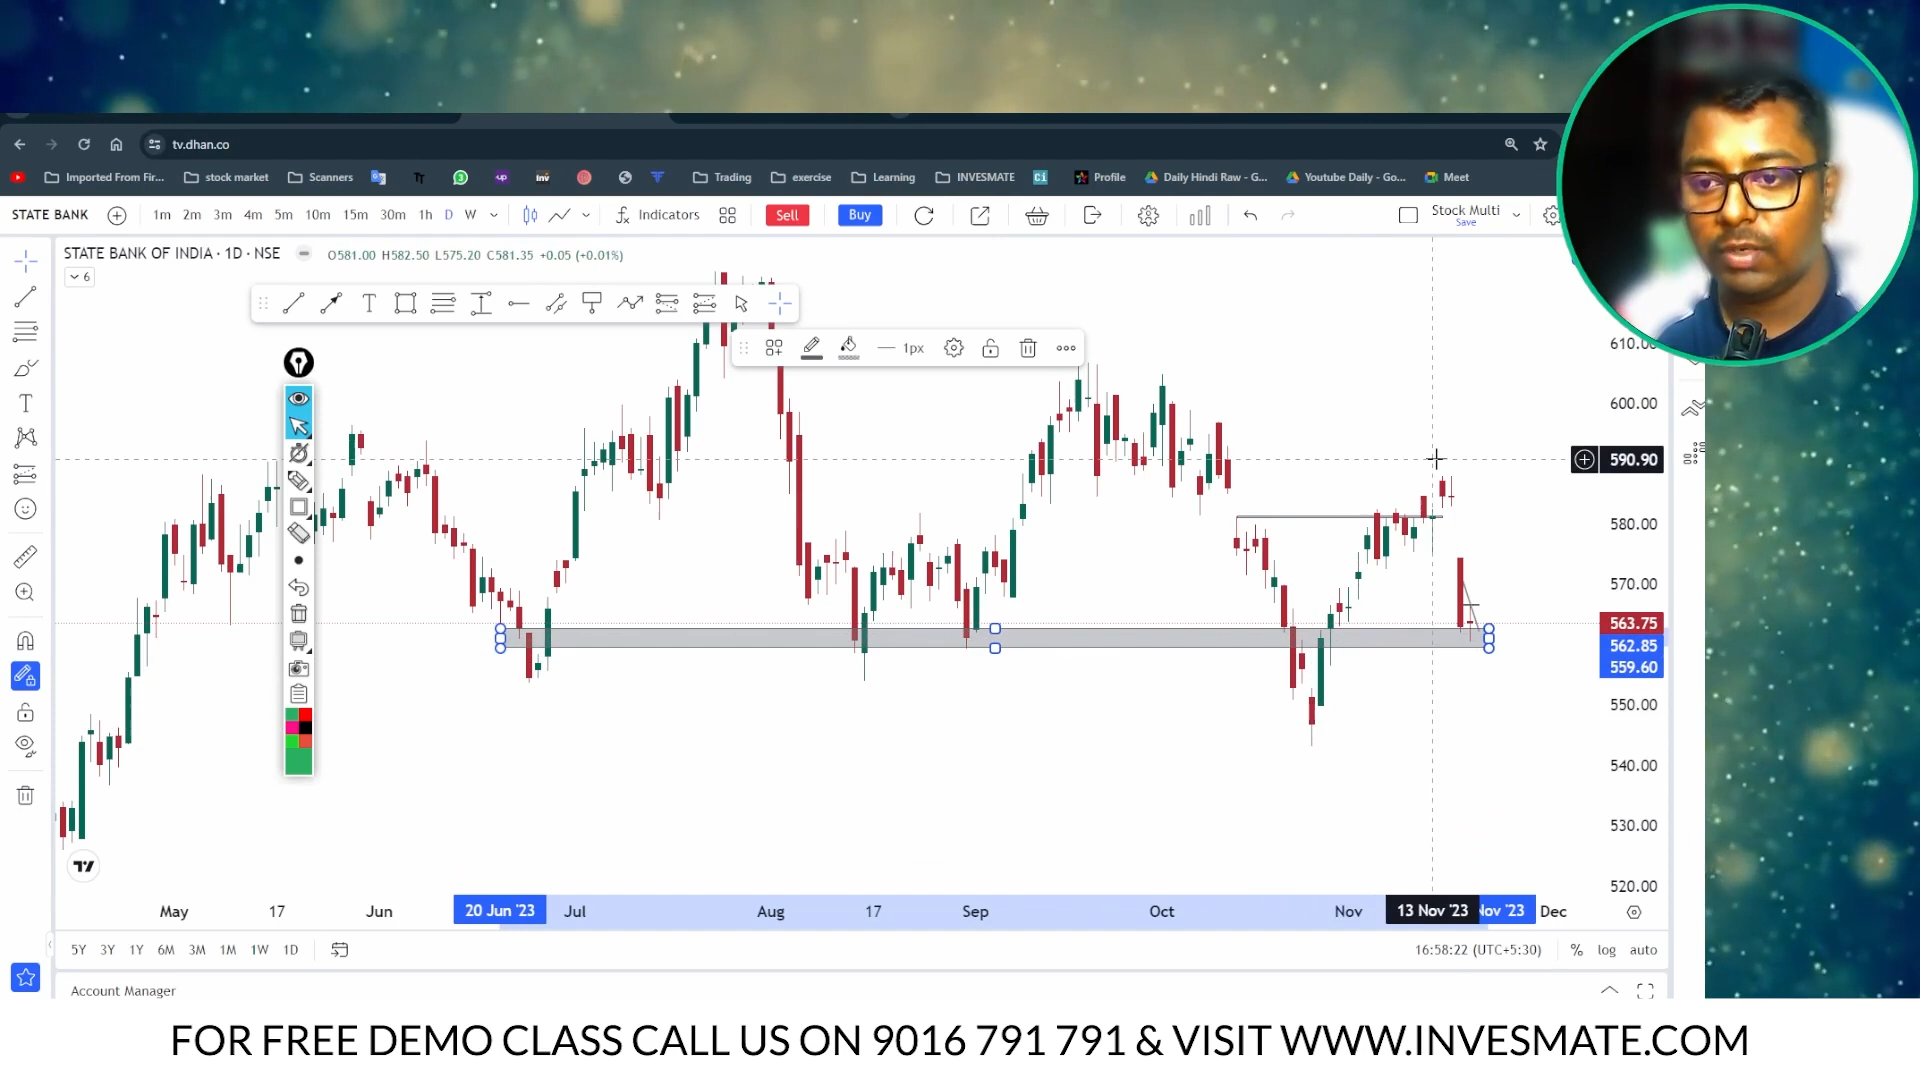 tv.dhan.co
Imported From Fir... stock market Scanners Trading exercise Learning INVESMATE Profile Daily Hindi Raw - G... Youtube Daily - Go... Meet
STATE BANK 1m 2m 3m 4m 5m 10m 15m 30m 1h D W Indicators Sell Buy Stock Multi
Save
STATE BANK OF INDIA · 1D · NSE O581.00 H582.50 L575.20 C581.35 +0.05 (+0.01%)
6
1px
610.00
600.00
590.90
580.00
570.00
563.75
562.85
559.60
550.00
540.00
530.00
520.00
May 17 Jun 20 Jun '23 Jul Aug 17 Sep Oct Nov 13 Nov '23 Nov '23 Dec
5Y 3Y 1Y 6M 3M 1M 1W 1D 16:58:22 (UTC+5:30) % log auto
Account Manager
FOR FREE DEMO CLASS CALL US ON 9016 791 791 & VISIT WWW.INVESMATE.COM